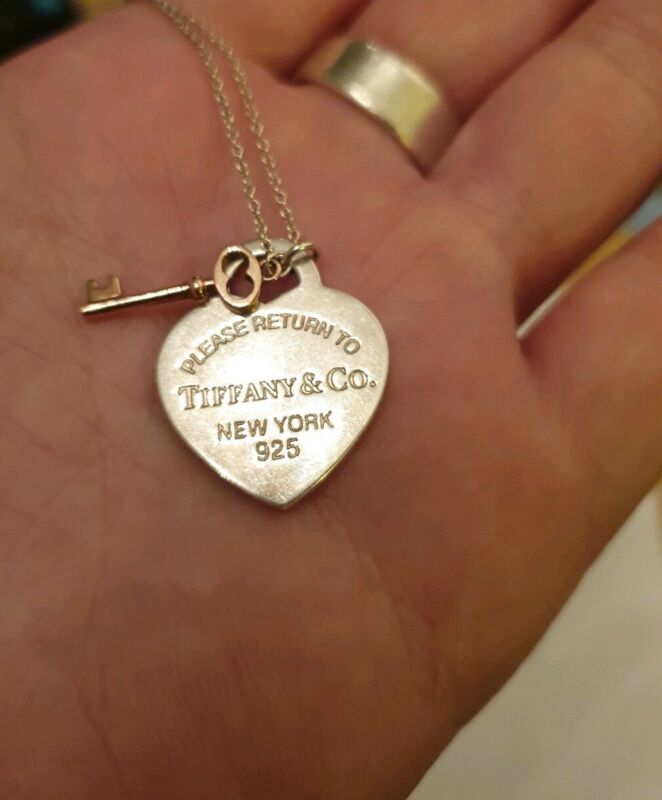 PLEASE RETURN TO
TIFFANY & CO.
NEW YORK
925